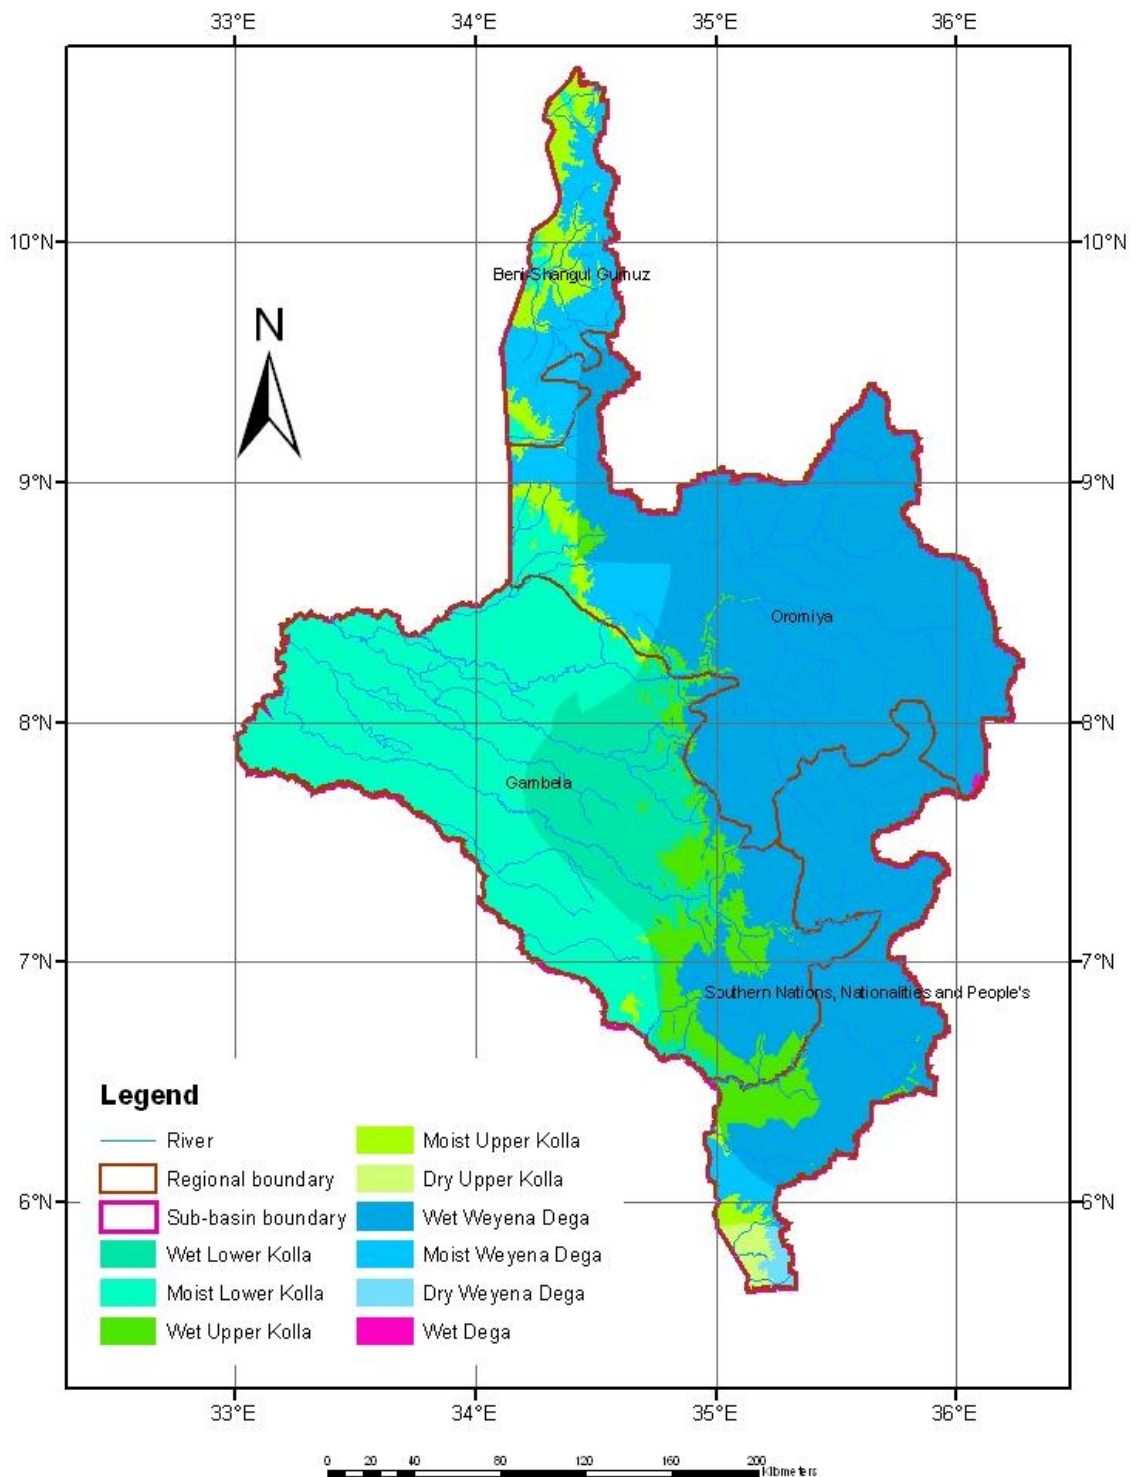 33°E 34°E 35°E 36°E
N
10°N 10°N
Beni-Shangul Gumuz
9°N 9°N
Oromiya
8°N 8°N
Gambela
7°N 7°N
Southern Nations, Nationalities and People's
6°N 6°N
Legend
River
Regional boundary
Sub-basin boundary
Wet Lower Kolla
Moist Lower Kolla
Wet Upper Kolla
Moist Upper Kolla
Dry Upper Kolla
Wet Weyena Dega
Moist Weyena Dega
Dry Weyena Dega
Wet Dega
33°E 34°E 35°E 36°E
0 20 40 80 120 160 200
Kilometers